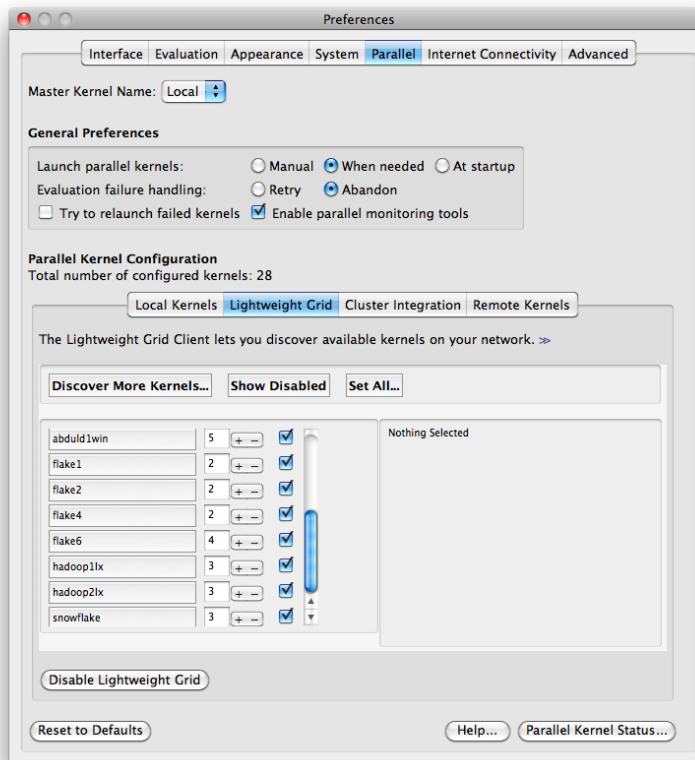 Preferences
Interface Evaluation Appearance System Parallel Internet Connectivity Advanced
Master Kernel Name: Local
General Preferences
Launch parallel kernels: Manual When needed At startup
Evaluation failure handling: Retry Abandon
Try to relaunch failed kernels Enable parallel monitoring tools
Parallel Kernel Configuration
Total number of configured kernels: 28
Local Kernels Lightweight Grid Cluster Integration Remote Kernels
The Lightweight Grid Client lets you discover available kernels on your network. ≫
Discover More Kernels... Show Disabled Set All...
abduld1win 5 + -
Nothing Selected
flake1 2 + -
flake2 2 + -
flake4 2 + -
flake6 4 + -
hadoop1lx 3 + -
hadoop2lx 3 + -
snowflake 3 + -
Disable Lightweight Grid
Reset to Defaults Help... Parallel Kernel Status...